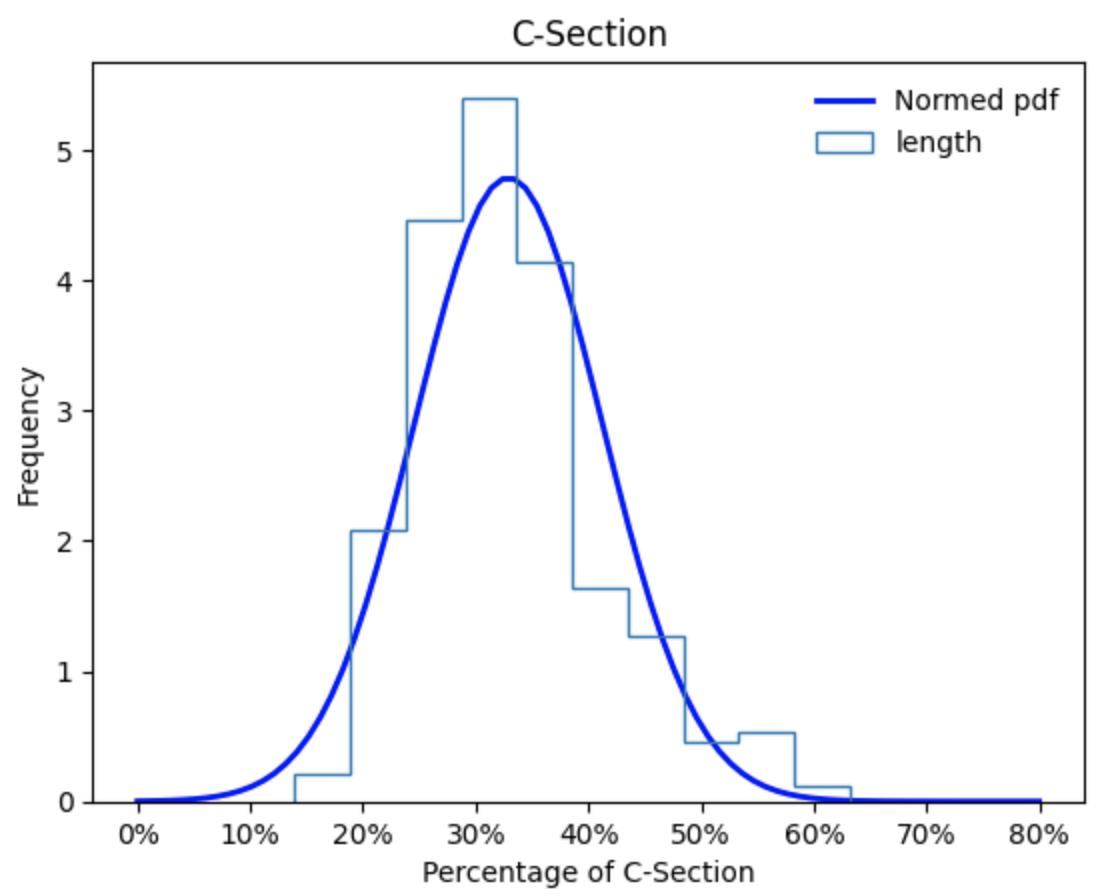 C-Section
Normed pdf
length
5
4
3
2
1
0
Frequency
0% 10% 20% 30% 40% 50% 60% 70% 80%
Percentage of C-Section